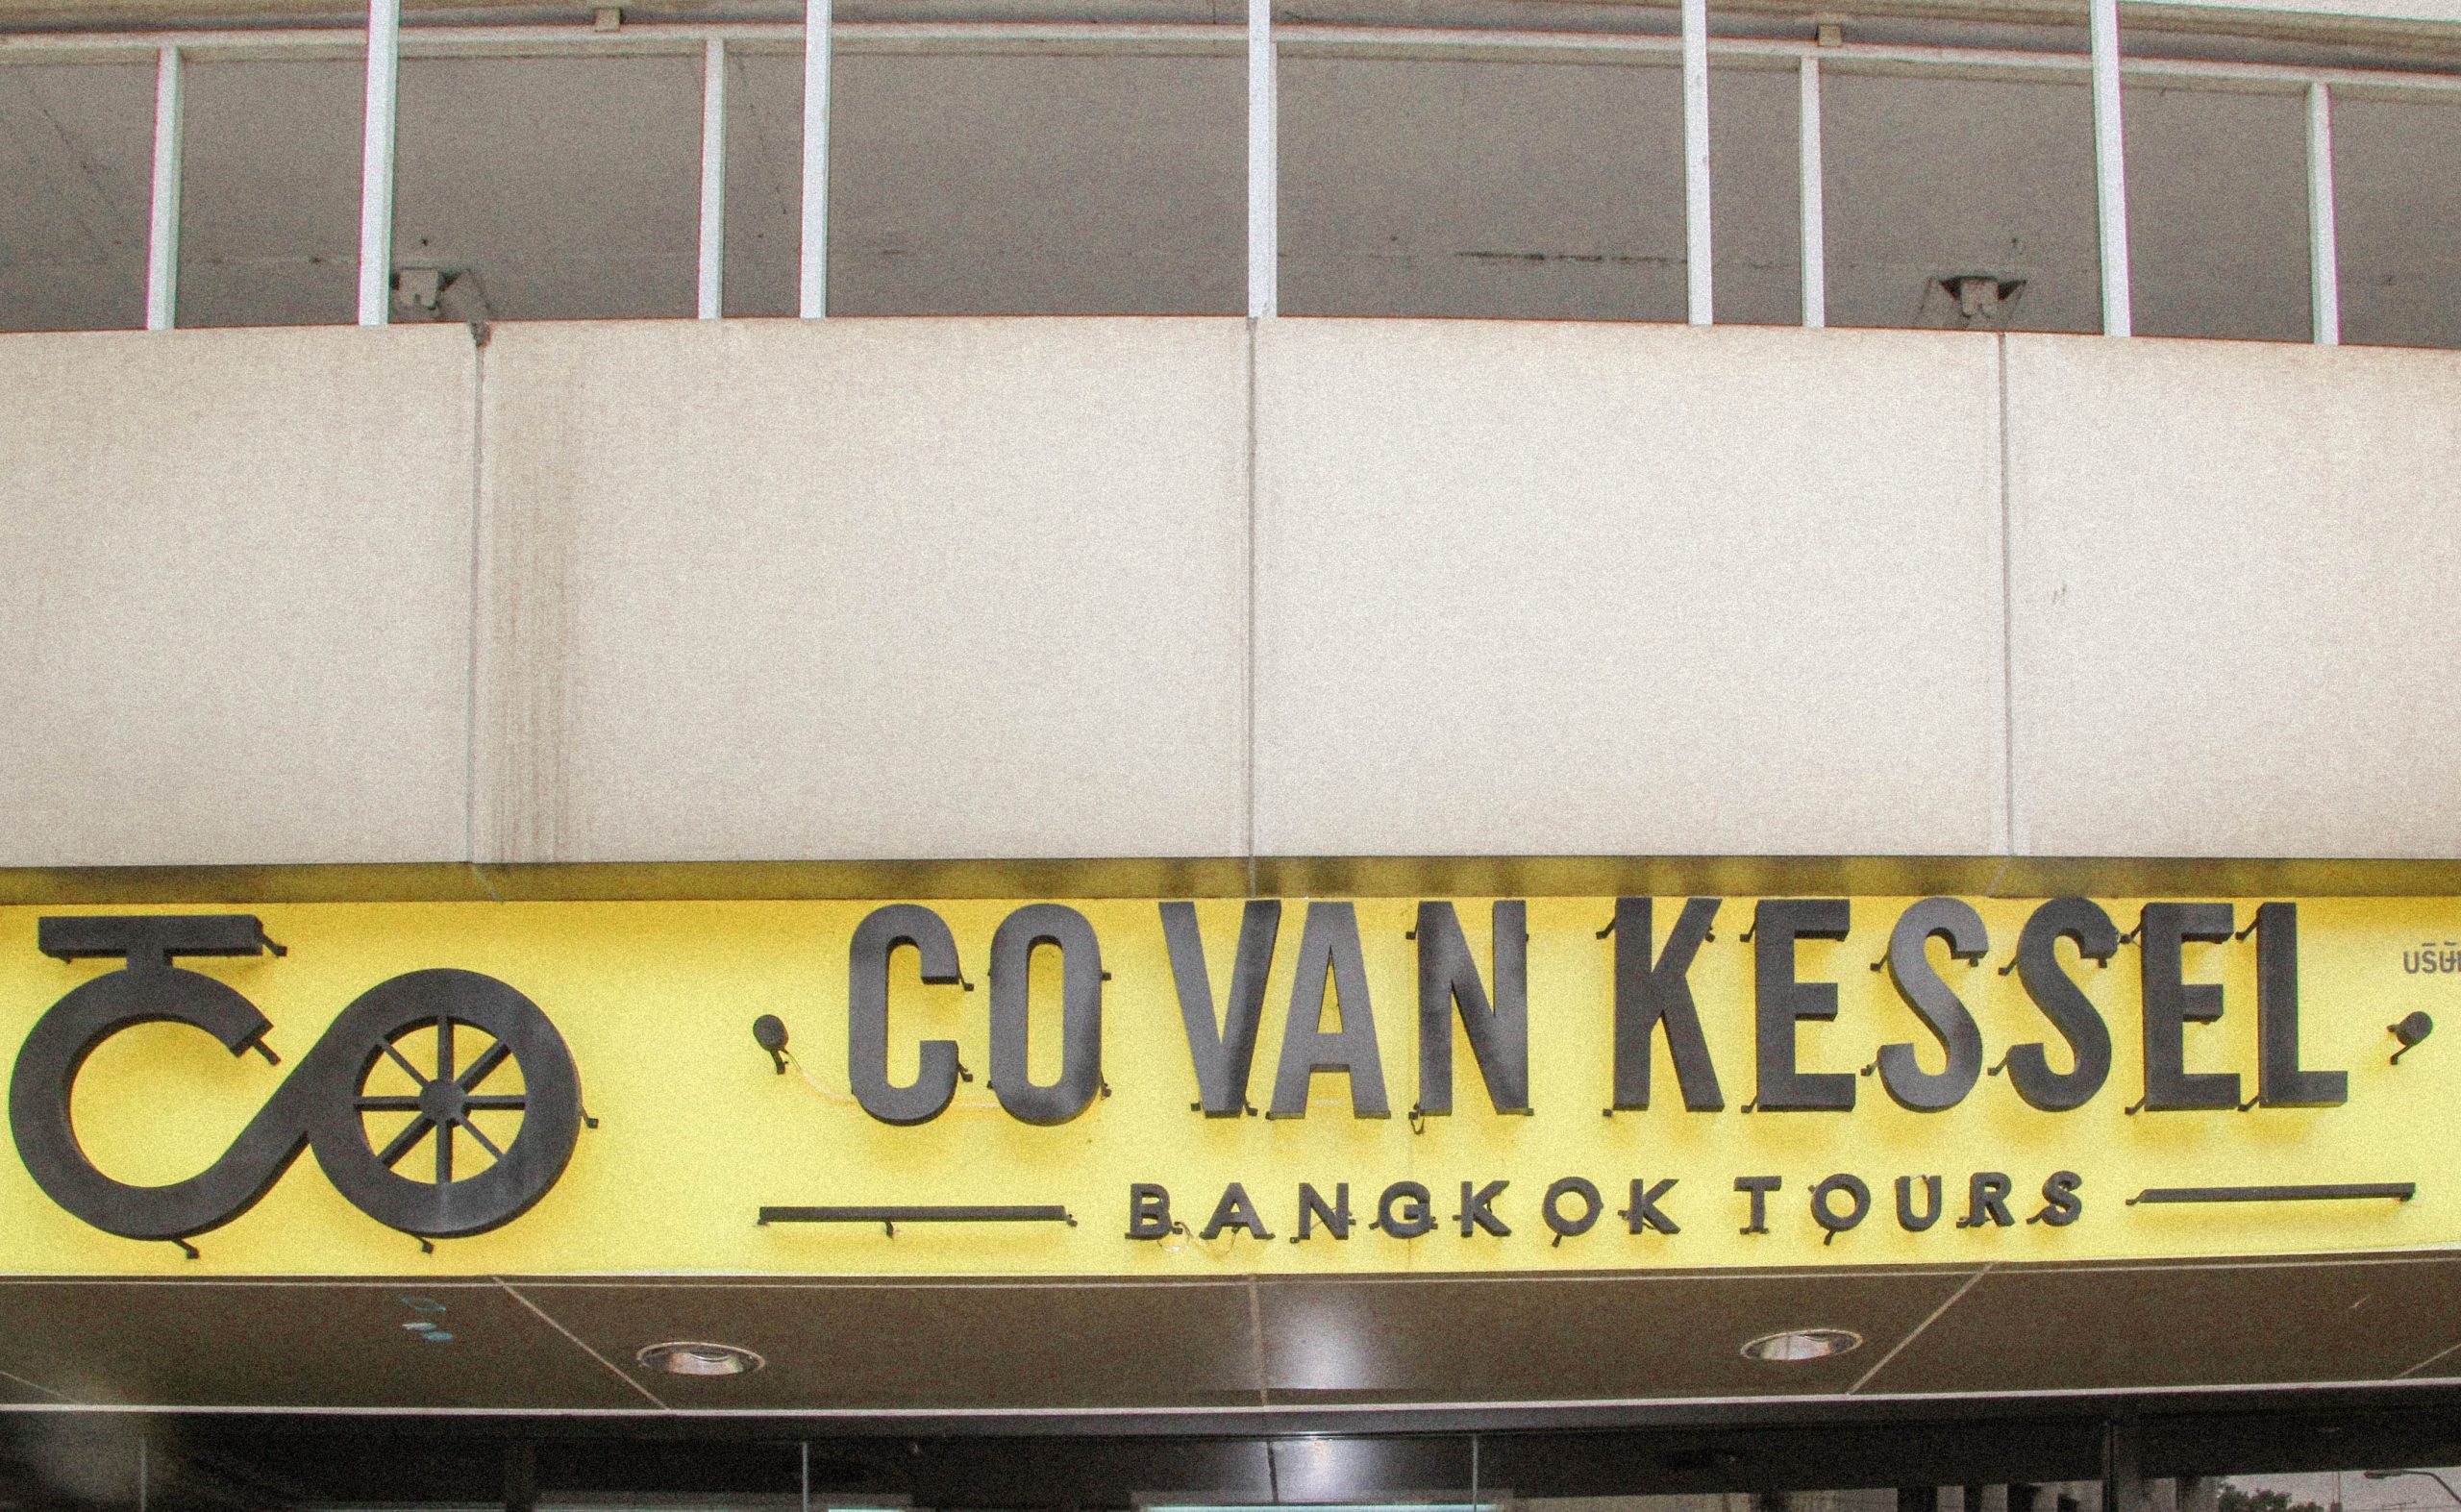 CO VAN KESSEL
BANGKOK TOURS